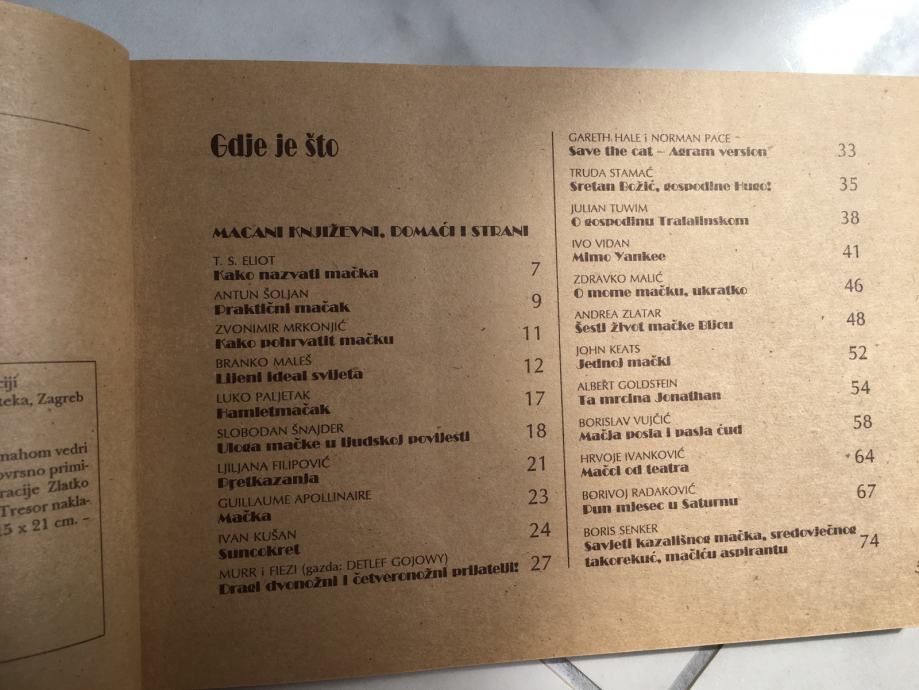 ciji
teka, Zagreb
mahom vedri
ovrsno primi-
racije Zlatko
Tresor nakla-
15 x 21 cm. –
Gdje je što
MACANI KNJIŽEVNI, DOMAĆI I STRANI
T. S. ELIOT
Kako nazvati mačka 7
ANTUN ŠOLJAN
Praktični mačak 9
ZVONIMIR MRKONJIĆ
Kako pohrvatit mačku 11
BRANKO MALEŠ
Lijeni ideal svijeta 12
LUKO PALJETAK
Hamletmačak 17
SLOBODAN ŠNAJDER
Uloga mačke u ljudskoj povijesti 18
LJILJANA FILIPOVIĆ
Pretkazanja 21
GUILLAUME APOLLINAIRE
Mačka 23
IVAN KUŠAN
Suncokret 24
MURR i FIEZI (gazda: DETLEF GOJOWY)
Dragi dvonožni i četveronožni prijatelji! 27
GARETH HALE i NORMAN PACE –
Save the cat – Agram version 33
TRUDA STAMAĆ
Sretan Božić, gospodine Hugo! 35
JULIAN TUWIM
O gospodinu Tralalinskom 38
IVO VIDAN
Mimo Yankee 41
ZDRAVKO MALIĆ
O mome mačku, ukratko 46
ANDREA ZLATAR
Šesti život mačke Bijou 48
JOHN KEATS
Jednoj mački 52
ALBERT GOLDSTEIN
Ta mrcina Jonathan 54
BORISLAV VUJČIĆ
Mačja posla i pasja ćud 58
HRVOJE IVANKOVIĆ
Mačci od teatra 64
BORIVOJ RADAKOVIĆ
Pun mjesec u Saturnu 67
BORIS SENKER
Savjeti kazališnog mačka, sredovječnog
takorekuć, mačiću aspirantu 74